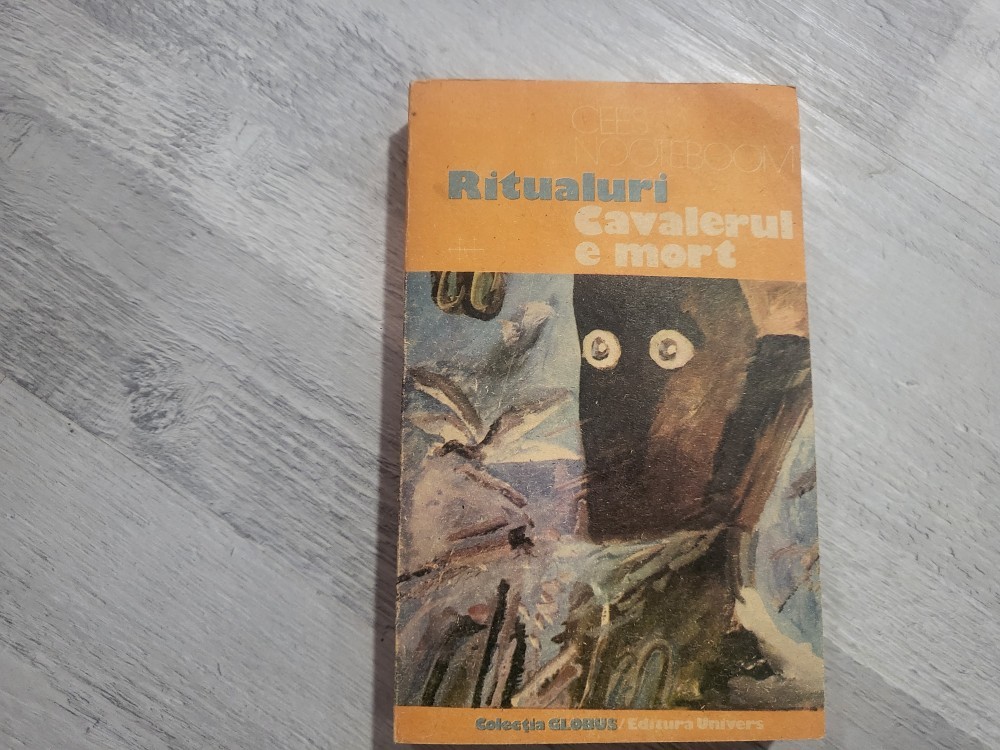 CEES
NOOTEBOOM
Ritualuri
Cavalerul
e mort
Colecția GLOBUS/Editura Univers